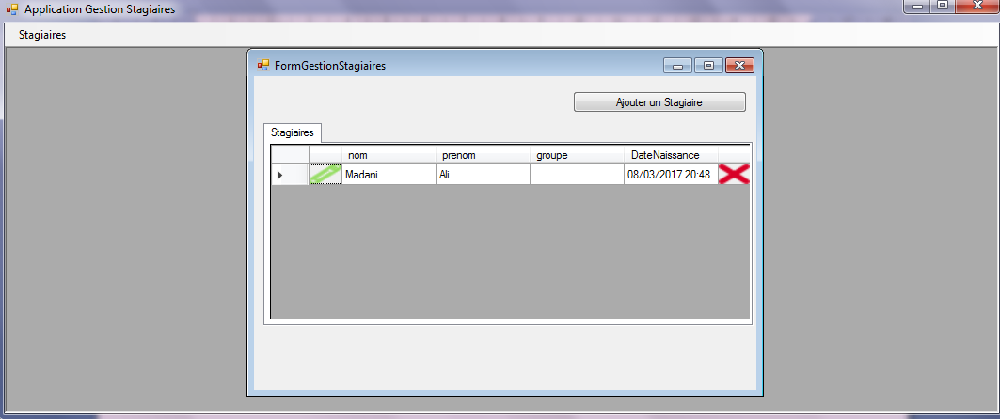 Application Gestion Stagiaires
Stagiaires
FormGestionStagiaires
Ajouter un Stagiaire
Stagiaires
nom prenom groupe DateNaissance
Madani Ali 08/03/2017 20:48